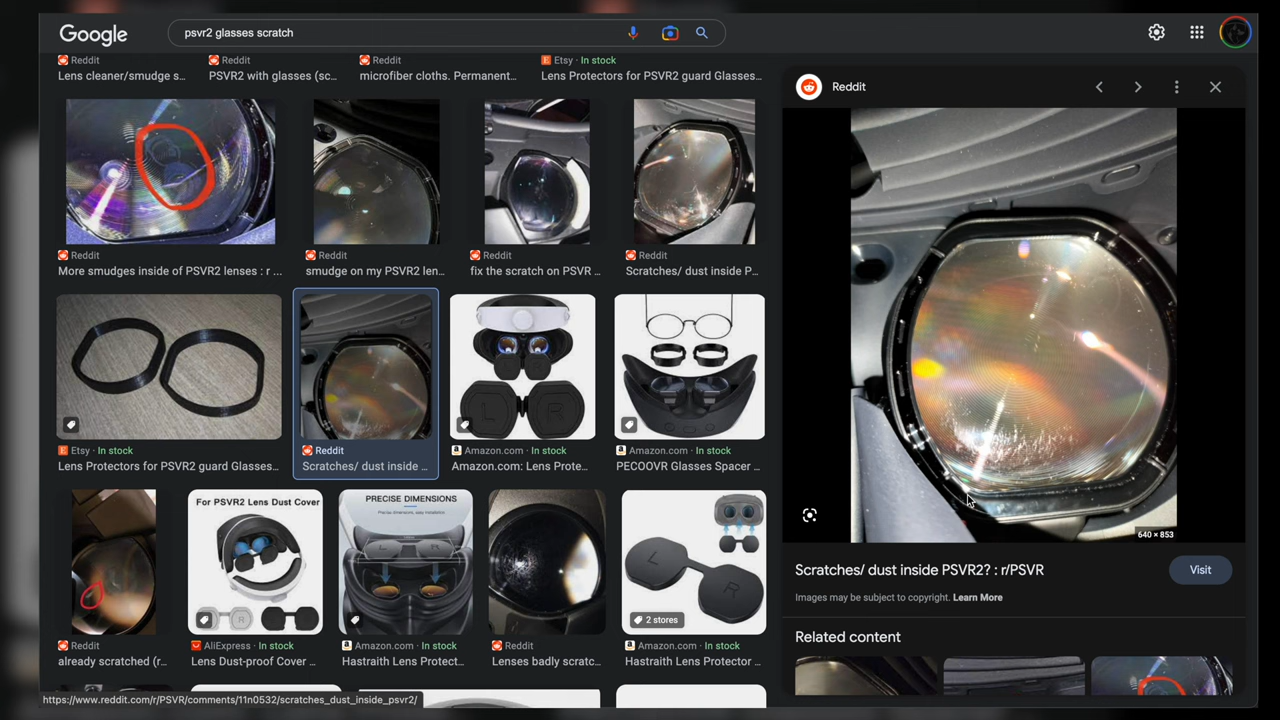 Google
psvr2 glasses scratch
Reddit
Lens cleaner/smudge s...
Reddit
PSVR2 with glasses (sc...
Reddit
microfiber cloths. Permanent...
Etsy · In stock
Lens Protectors for PSVR2 guard Glasses...
Reddit
More smudges inside of PSVR2 lenses : r ...
Reddit
smudge on my PSVR2 len...
Reddit
fix the scratch on PSVR ...
Reddit
Scratches/ dust inside P...
Etsy · In stock
Lens Protectors for PSVR2 guard Glasses...
Reddit
Scratches/ dust inside ...
L R
Amazon.com · In stock
Amazon.com: Lens Prote...
Amazon.com · In stock
PECOOVR Glasses Spacer ...
Reddit
already scratched (r...
For PSVR2 Lens Dust Cover
R
AliExpress · In stock
Lens Dust-proof Cover ...
PRECISE DIMENSIONS
Precise dimensions, easy installation
L R
Amazon.com · In stock
Hastraith Lens Protect...
Reddit
Lenses badly scratc...
L R
2 stores
Amazon.com · In stock
Hastraith Lens Protector ...
https://www.reddit.com/r/PSVR/comments/11n0532/scratches_dust_inside_psvr2/
Reddit
640 × 853
Scratches/ dust inside PSVR2? : r/PSVR
Visit
Images may be subject to copyright. Learn More
Related content